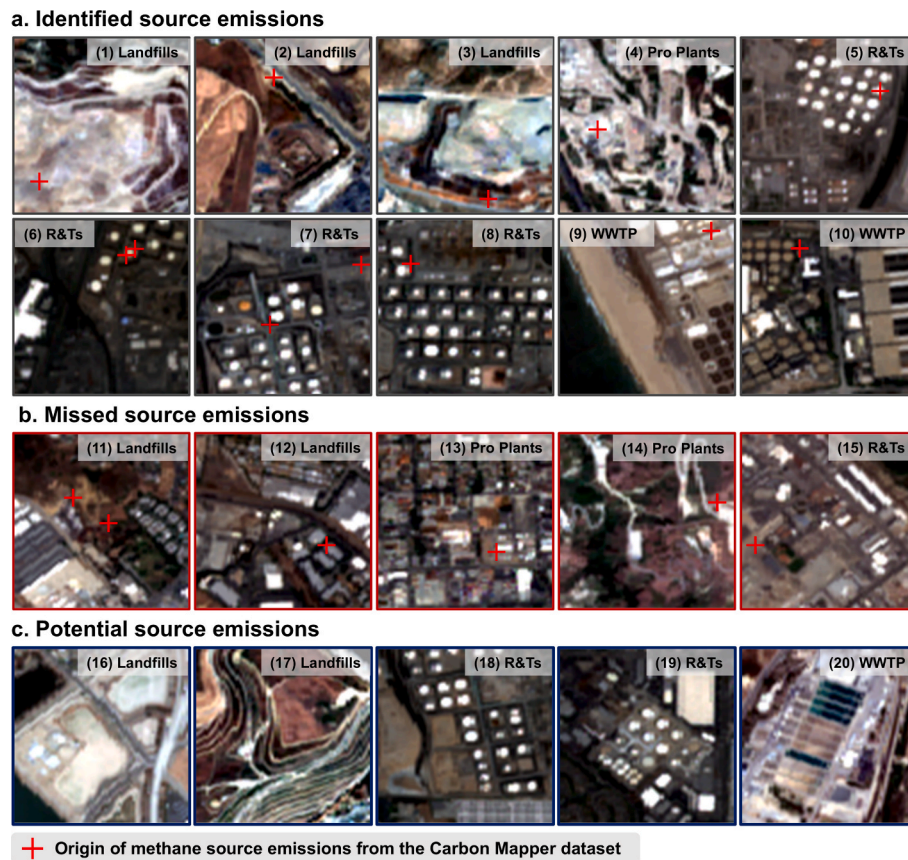 a. Identified source emissions
(1) Landfills
(2) Landfills
(3) Landfills
(4) Pro Plants
(5) R&Ts
(6) R&Ts
(7) R&Ts
(8) R&Ts
(9) WWTP
(10) WWTP
b. Missed source emissions
(11) Landfills
(12) Landfills
(13) Pro Plants
(14) Pro Plants
(15) R&Ts
c. Potential source emissions
(16) Landfills
(17) Landfills
(18) R&Ts
(19) R&Ts
(20) WWTP
Origin of methane source emissions from the Carbon Mapper dataset